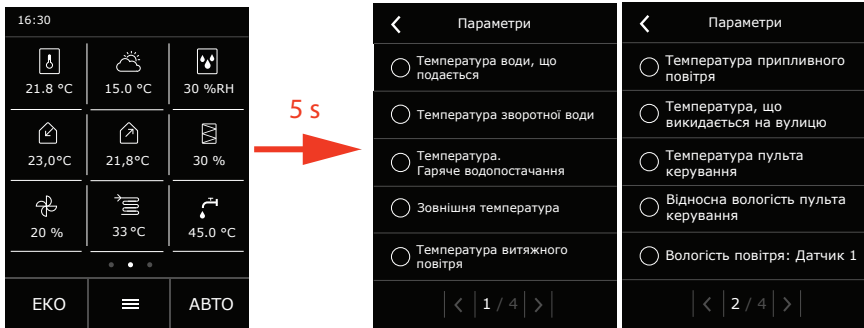 16:30
21.8 °C
15.0 °C
30 %RH
23,0°C
21,8°C
30 %
20 %
33 °C
45.0 °C
ЕКО
АВТО
5 s
Параметри
Температура води, що
подається
Температура зворотної води
Температура.
Гаряче водопостачання
Зовнішня температура
Температура витяжного
повітря
1 / 4
Параметри
Температура припливного
повітря
Температура, що
викидається на вулицю
Температура пульта
керування
Відносна вологість пульта
керування
Вологість повітря: Датчик 1
2 / 4